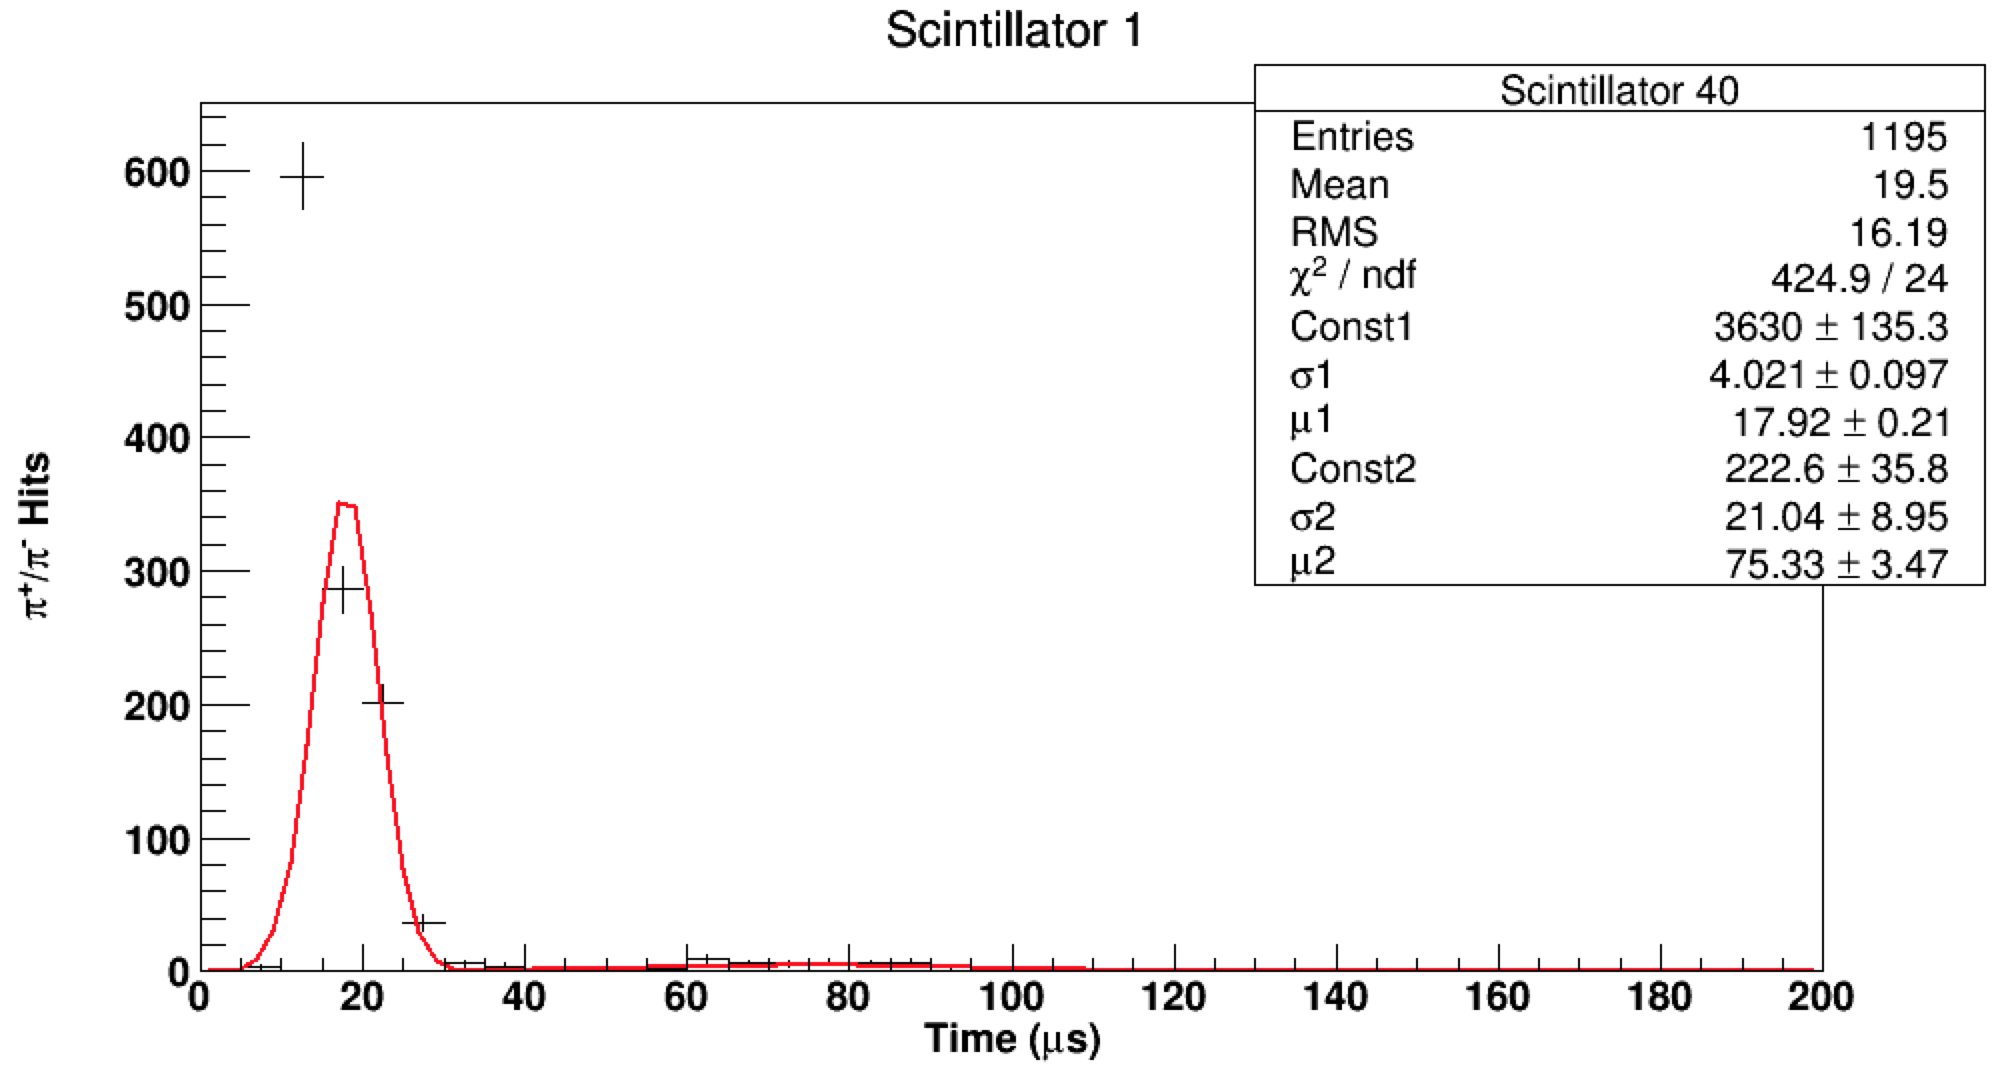 Scintillator 1
Scintillator 40
Entries 1195
Mean 19.5
RMS 16.19
χ² / ndf 424.9 / 24
Const1 3630 ± 135.3
σ1 4.021 ± 0.097
μ1 17.92 ± 0.21
Const2 222.6 ± 35.8
σ2 21.04 ± 8.95
μ2 75.33 ± 3.47
π⁺/π⁻ Hits
600
500
400
300
200
100
0
0 20 40 60 80 100 120 140 160 180 200
Time (μs)